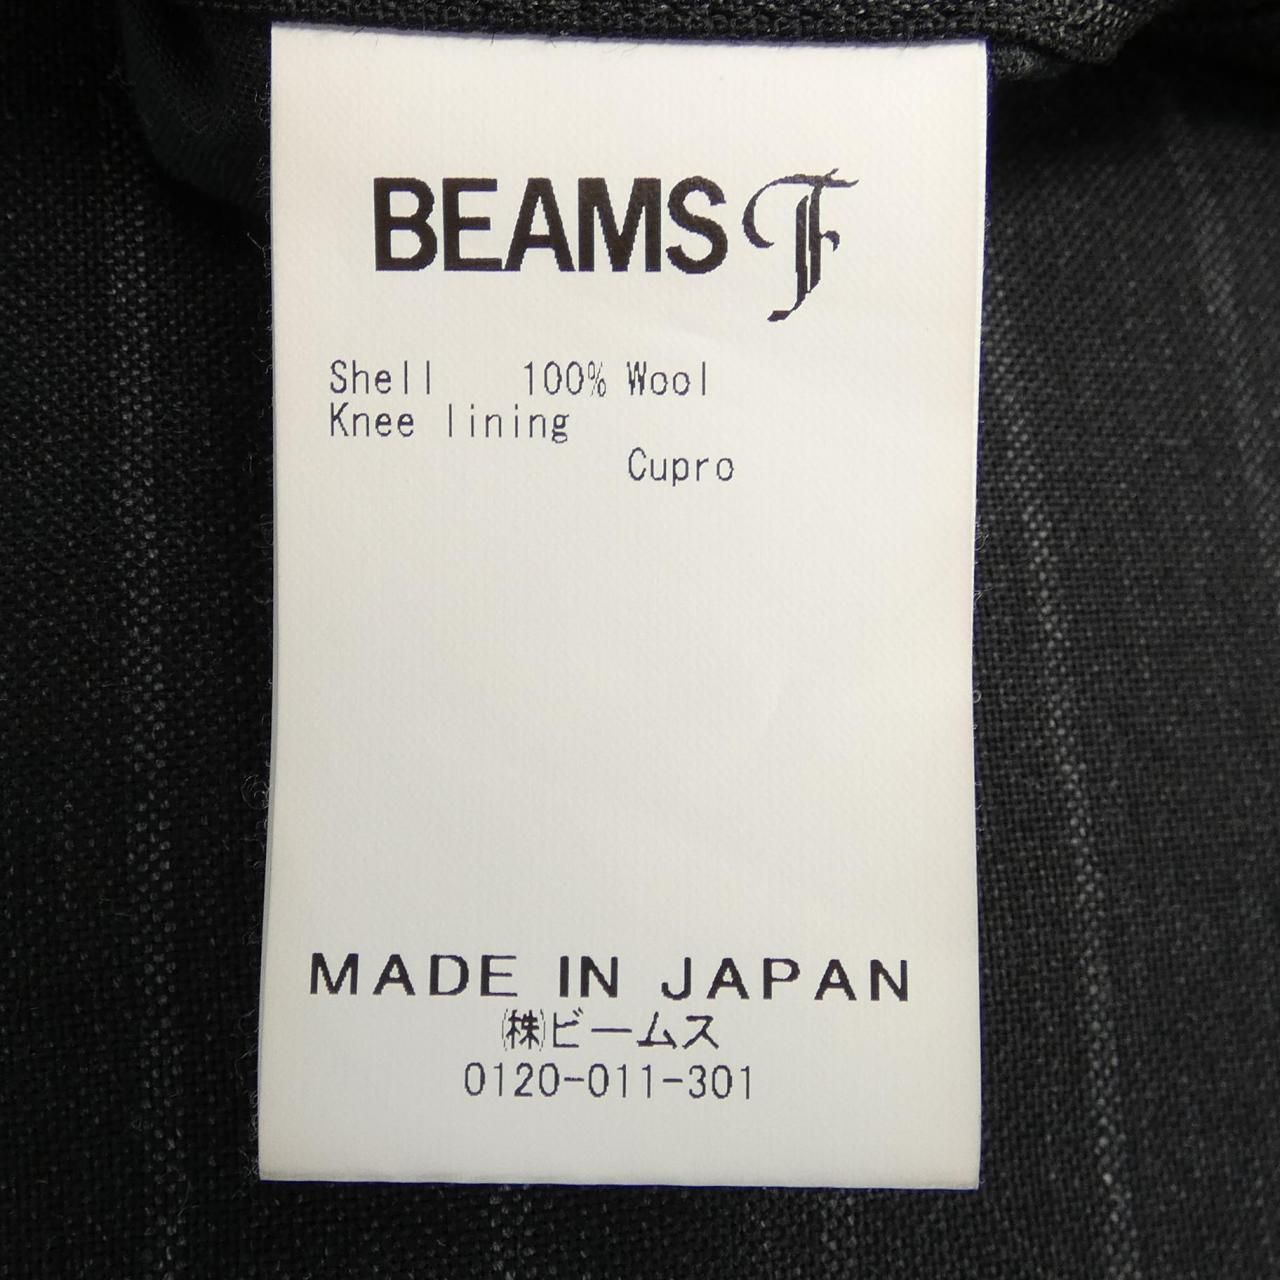 BEAMS F
Shell 100% Wool
Knee lining
Cupro
MADE IN JAPAN
㈱ビームス
0120-011-301